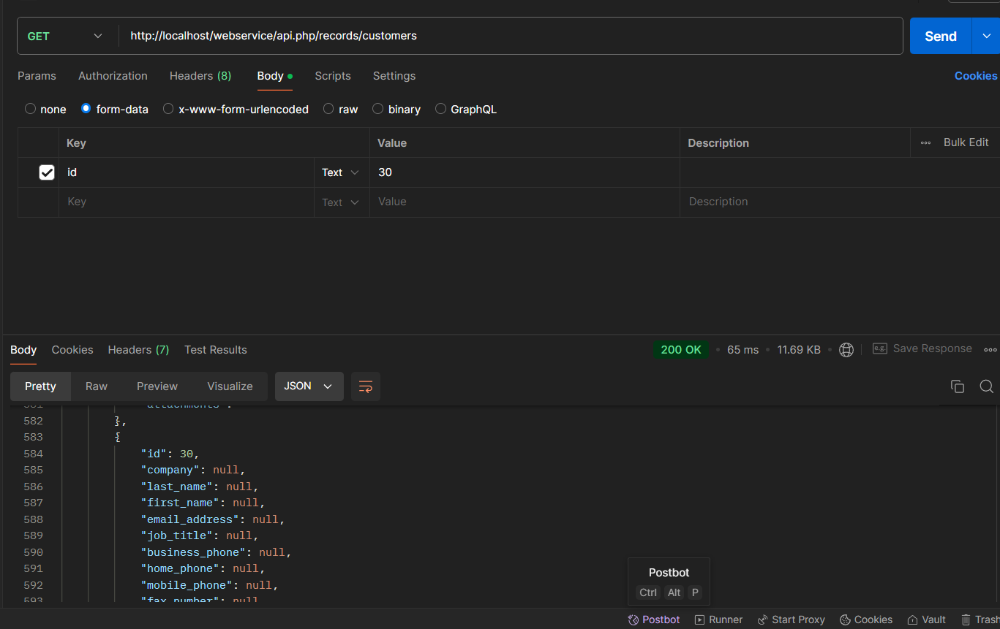 GET http://localhost/webservice/api.php/records/customers Send
Params Authorization Headers (8) Body Scripts Settings Cookies
none form-data x-www-form-urlencoded raw binary GraphQL
Key Value Description Bulk Edit
id Text 30
Key Text Value Description
Body Cookies Headers (7) Test Results 200 OK 65 ms 11.69 KB e.g. Save Response
Pretty Raw Preview Visualize JSON
581 "attachments":
582 },
583 {
584 "id": 30,
585 "company": null,
586 "last_name": null,
587 "first_name": null,
588 "email_address": null,
589 "job_title": null,
590 "business_phone": null,
591 "home_phone": null,
592 "mobile_phone": null,
593 "fax_number": null
Postbot
Ctrl Alt P
Postbot Runner Start Proxy Cookies Vault Trash